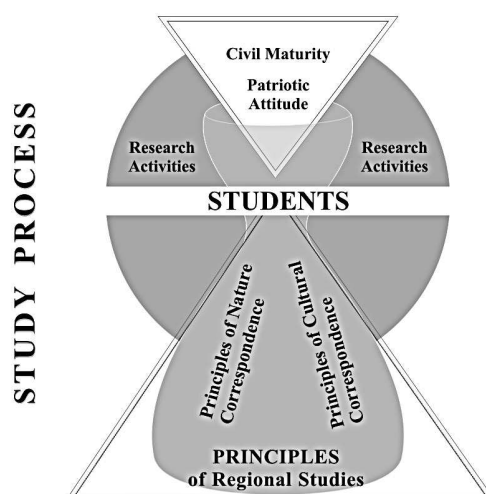 STUDY PROCESS
Civil Maturity
Patriotic
Attitude
Research
Activities
Research
Activities
STUDENTS
Principles of Nature
Correspondence
Principles of Cultural
Correspondence
PRINCIPLES
of Regional Studies